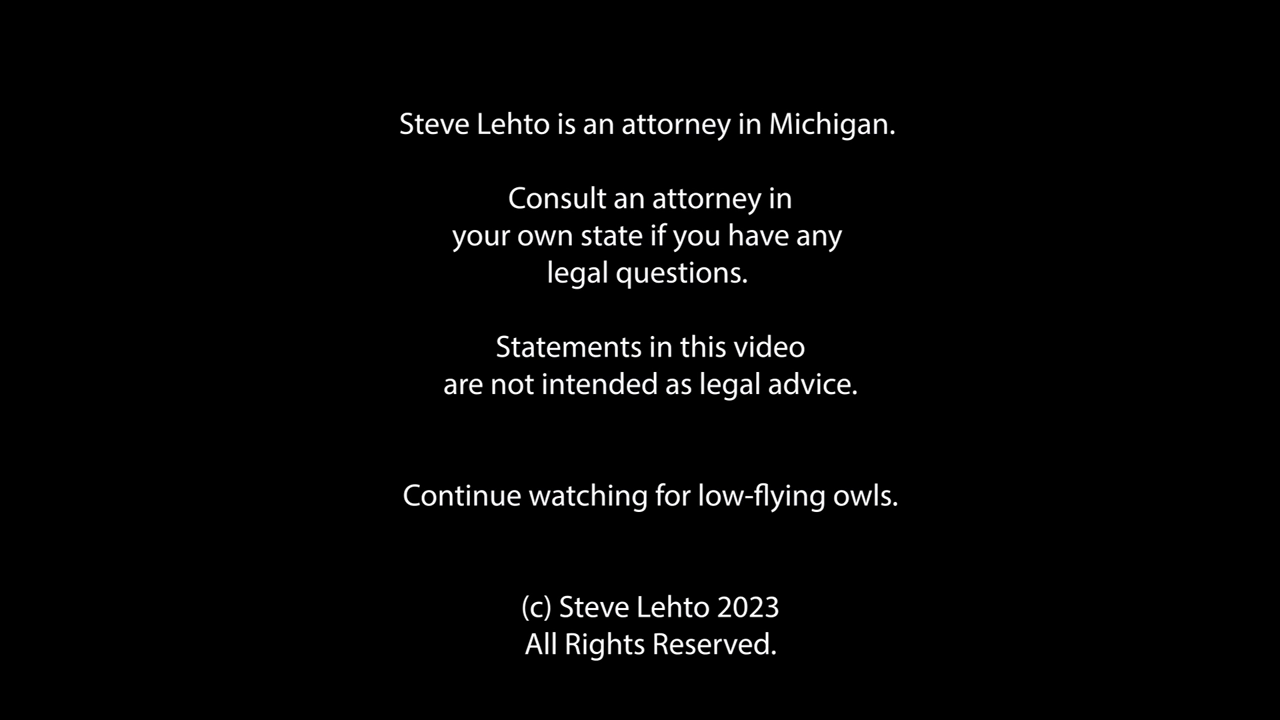 Steve Lehto is an attorney in Michigan.
Consult an attorney in
your own state if you have any
legal questions.
Statements in this video
are not intended as legal advice.
Continue watching for low-flying owls.
(c) Steve Lehto 2023
All Rights Reserved.